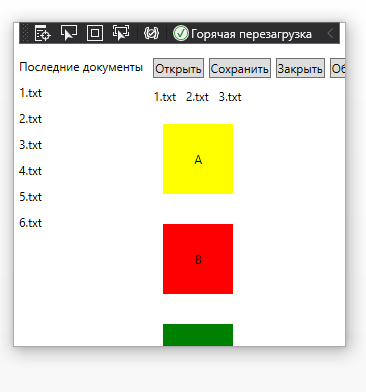 Горячая перезагрузка
Последние документы
Открыть Сохранить Закрыть Об
1.txt 2.txt 3.txt
1.txt
2.txt
3.txt
4.txt
5.txt
6.txt
A
B